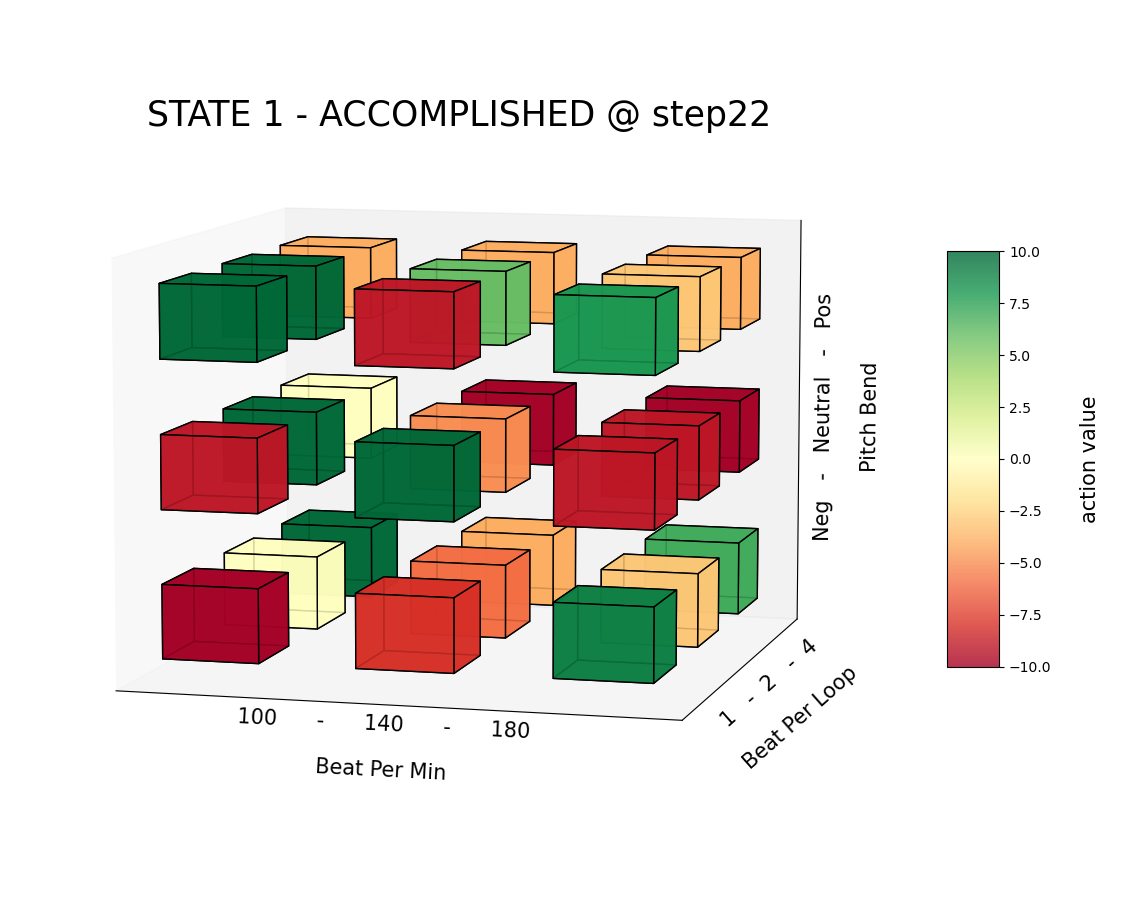 STATE 1 - ACCOMPLISHED @ step22
Neg - Neutral - Pos
Pitch Bend
100 - 140 - 180
Beat Per Min
1 - 2 - 4
Beat Per Loop
10.0
7.5
5.0
2.5
0.0
−2.5
−5.0
−7.5
−10.0
action value